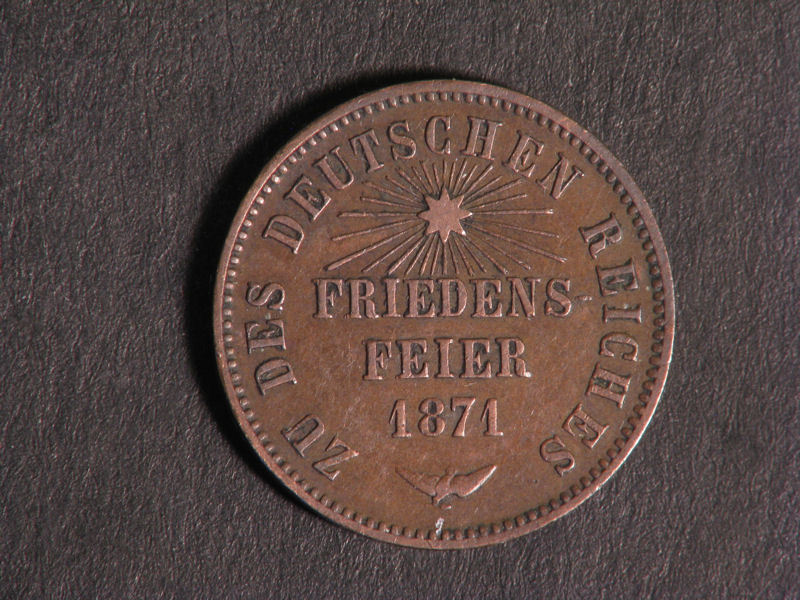 ZU DES DEUTSCHEN REICHES
FRIEDENS-
FEIER
1871